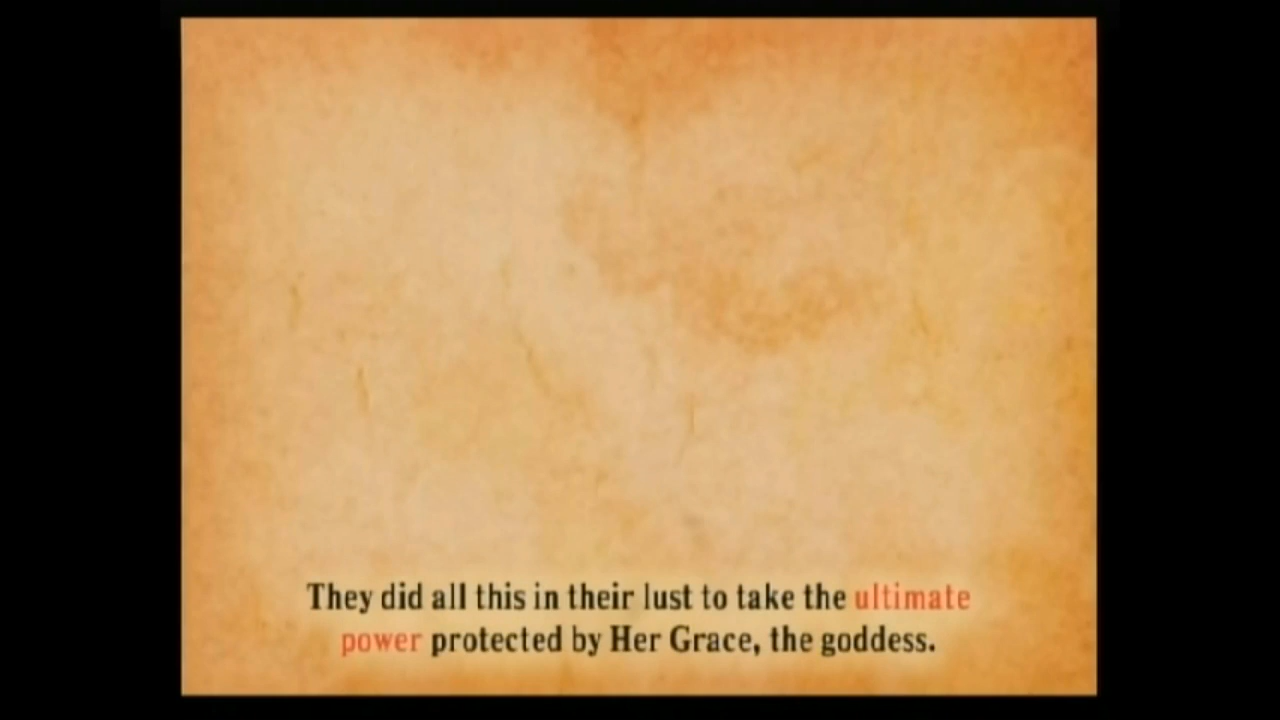 They did all this in their lust to take the ultimate
power protected by Her Grace, the goddess.